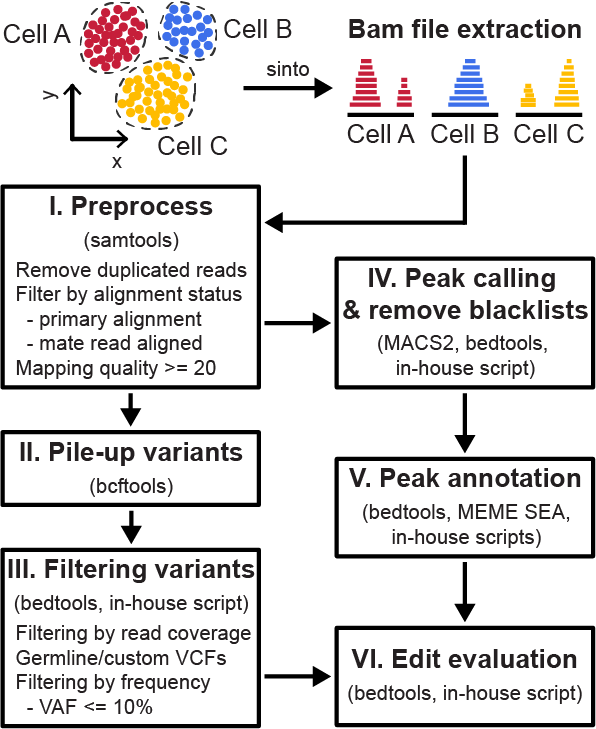 Cell A
Cell B
Cell C
y
x
sinto
Bam file extraction
Cell A
Cell B
Cell C
I. Preprocess
(samtools)
Remove duplicated reads
Filter by alignment status
- primary alignment
- mate read aligned
Mapping quality >= 20
II. Pile-up variants
(bcftools)
III. Filtering variants
(bedtools, in-house script)
Filtering by read coverage
Germline/custom VCFs
Filtering by frequency
- VAF <= 10%
IV. Peak calling
& remove blacklists
(MACS2, bedtools,
in-house script)
V. Peak annotation
(bedtools, MEME SEA,
in-house scripts)
VI. Edit evaluation
(bedtools, in-house script)